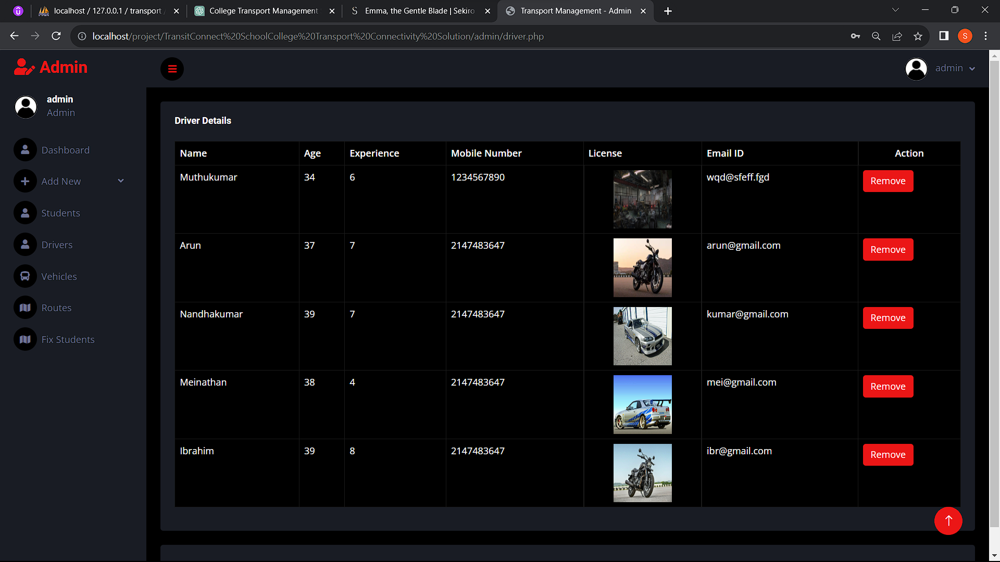 localhost / 127.0.0.1 / transport /
College Transport Management
Emma, the Gentle Blade | Sekiro
Transport Management - Admin
localhost/project/TransitConnect%20SchoolCollege%20Transport%20Connectivity%20Solution/admin/driver.php
S
Admin
admin
admin
Admin
Dashboard
Add New
Students
Drivers
Vehicles
Routes
Fix Students
Driver Details
Name Age Experience Mobile Number License Email ID Action
Muthukumar 34 6 1234567890 wqd@sfeff.fgd Remove
Arun 37 7 2147483647 arun@gmail.com Remove
Nandhakumar 39 7 2147483647 kumar@gmail.com Remove
Meinathan 38 4 2147483647 mei@gmail.com Remove
Ibrahim 39 8 2147483647 ibr@gmail.com Remove